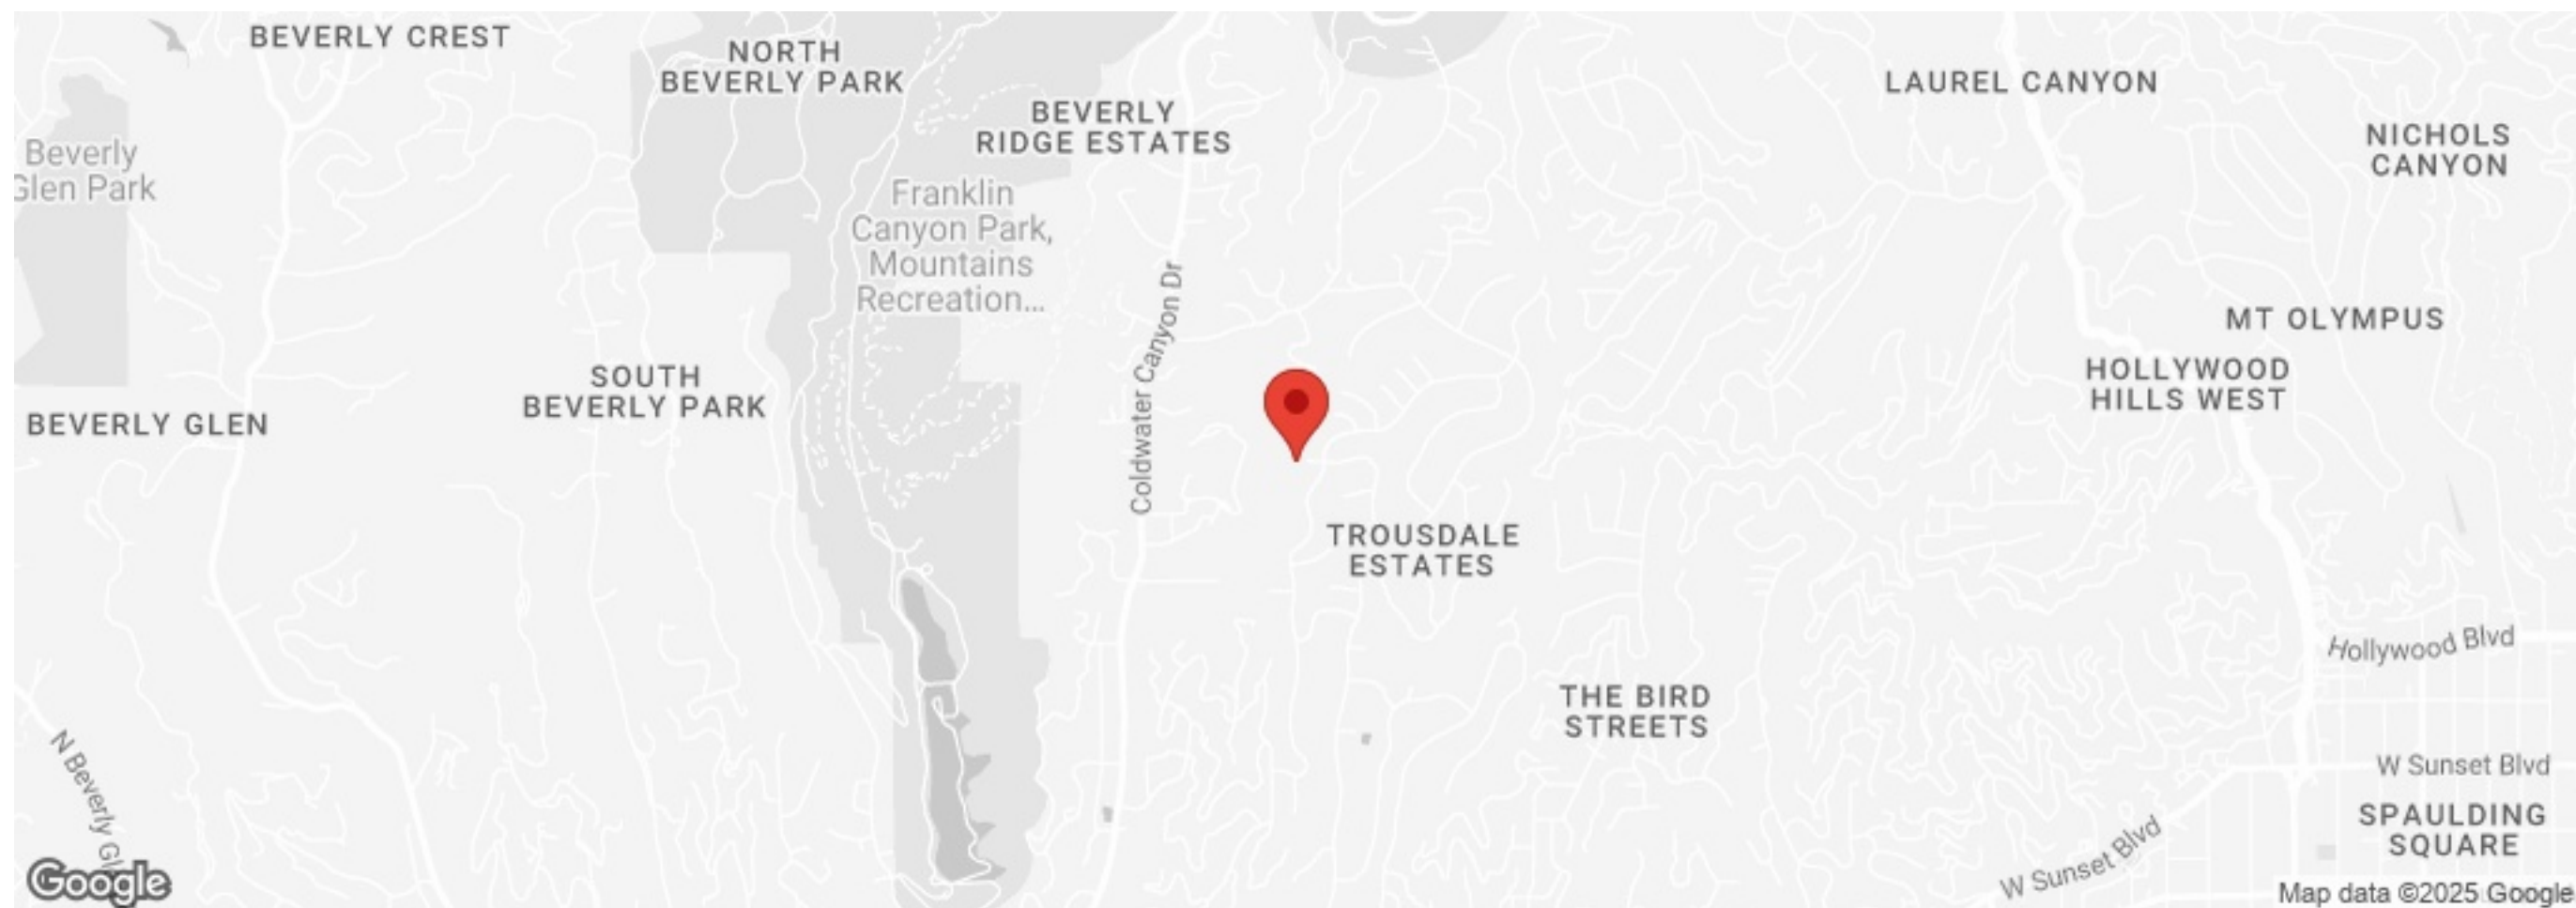 BEVERLY CREST
NORTH
BEVERLY PARK
BEVERLY
RIDGE ESTATES
LAUREL CANYON
NICHOLS
CANYON
Beverly
Glen Park
Franklin
Canyon Park,
Mountains
Recreation...
Coldwater Canyon Dr
MT OLYMPUS
HOLLYWOOD
HILLS WEST
SOUTH
BEVERLY PARK
BEVERLY GLEN
TROUSDALE
ESTATES
Hollywood Blvd
THE BIRD
STREETS
N Beverly Gl
W Sunset Blvd
SPAULDING
SQUARE
W Sunset Blvd
Google
Map data ©2025 Google